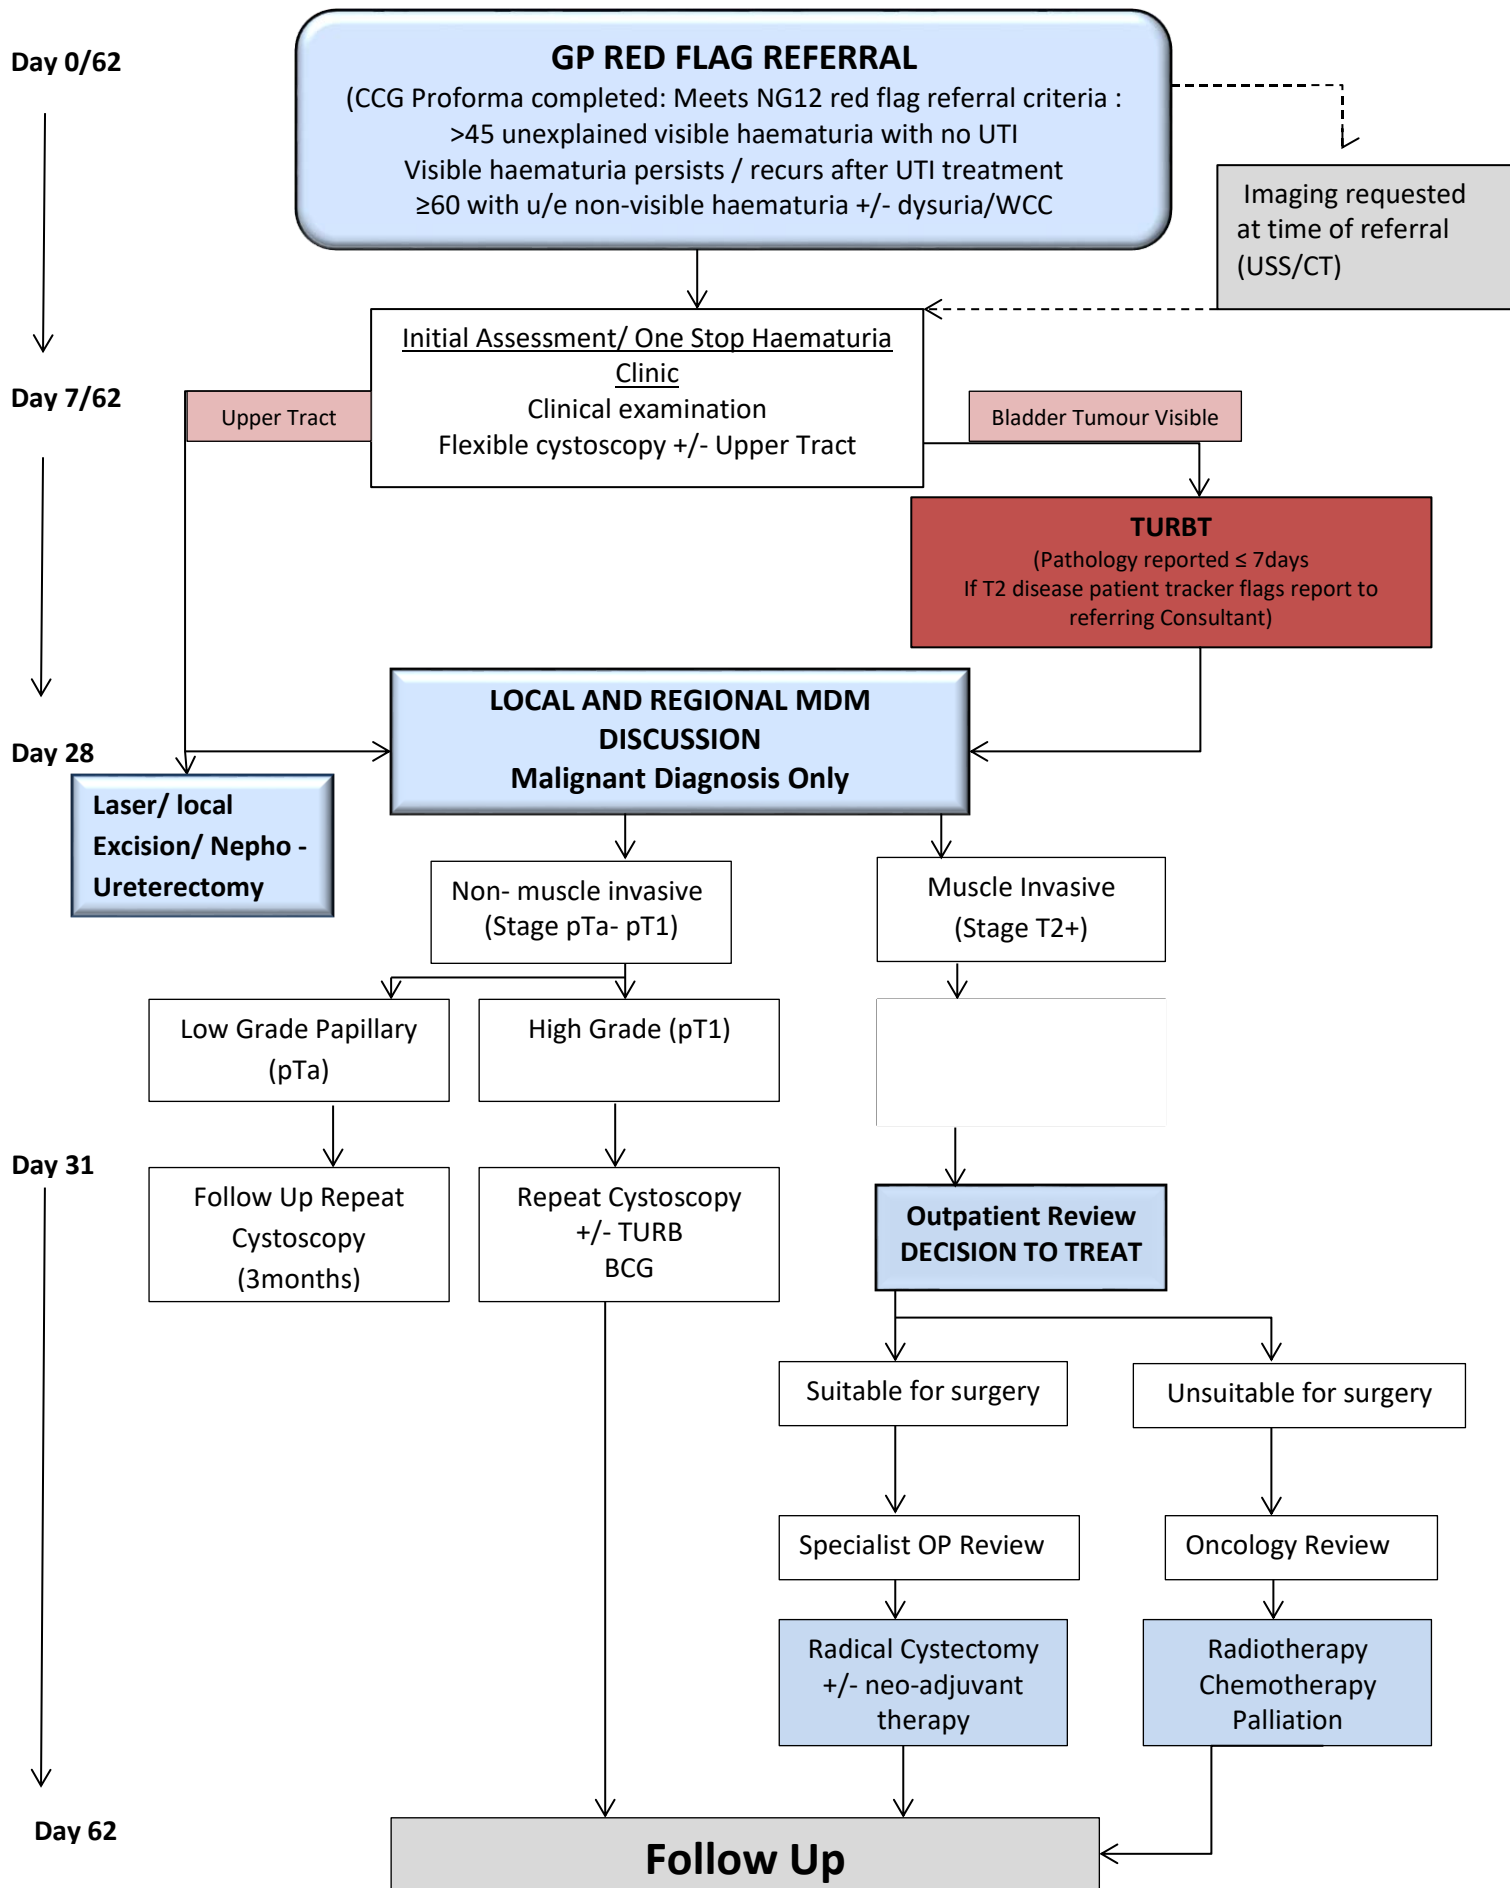 Day 0/62
GP RED FLAG REFERRAL
(CCG Proforma completed: Meets NG12 red flag referral criteria :
>45 unexplained visible haematuria with no UTI
Visible haematuria persists / recurs after UTI treatment
≥60 with u/e non-visible haematuria +/- dysuria/WCC
Imaging requested
at time of referral
(USS/CT)
Day 7/62
Initial Assessment/ One Stop Haematuria
Clinic
Clinical examination
Flexible cystoscopy +/- Upper Tract
Upper Tract
Bladder Tumour Visible
TURBT
(Pathology reported ≤ 7days
If T2 disease patient tracker flags report to
referring Consultant)
Day 28
LOCAL AND REGIONAL MDM
DISCUSSION
Malignant Diagnosis Only
Laser/ local
Excision/ Nepho -
Ureterectomy
Non- muscle invasive
(Stage pTa- pT1)
Muscle Invasive
(Stage T2+)
Low Grade Papillary
(pTa)
High Grade (pT1)
Day 31
Follow Up Repeat
Cystoscopy
(3months)
Repeat Cystoscopy
+/- TURB
BCG
Outpatient Review
DECISION TO TREAT
Suitable for surgery
Unsuitable for surgery
Specialist OP Review
Oncology Review
Radical Cystectomy
+/- neo-adjuvant
therapy
Radiotherapy
Chemotherapy
Palliation
Day 62
Follow Up